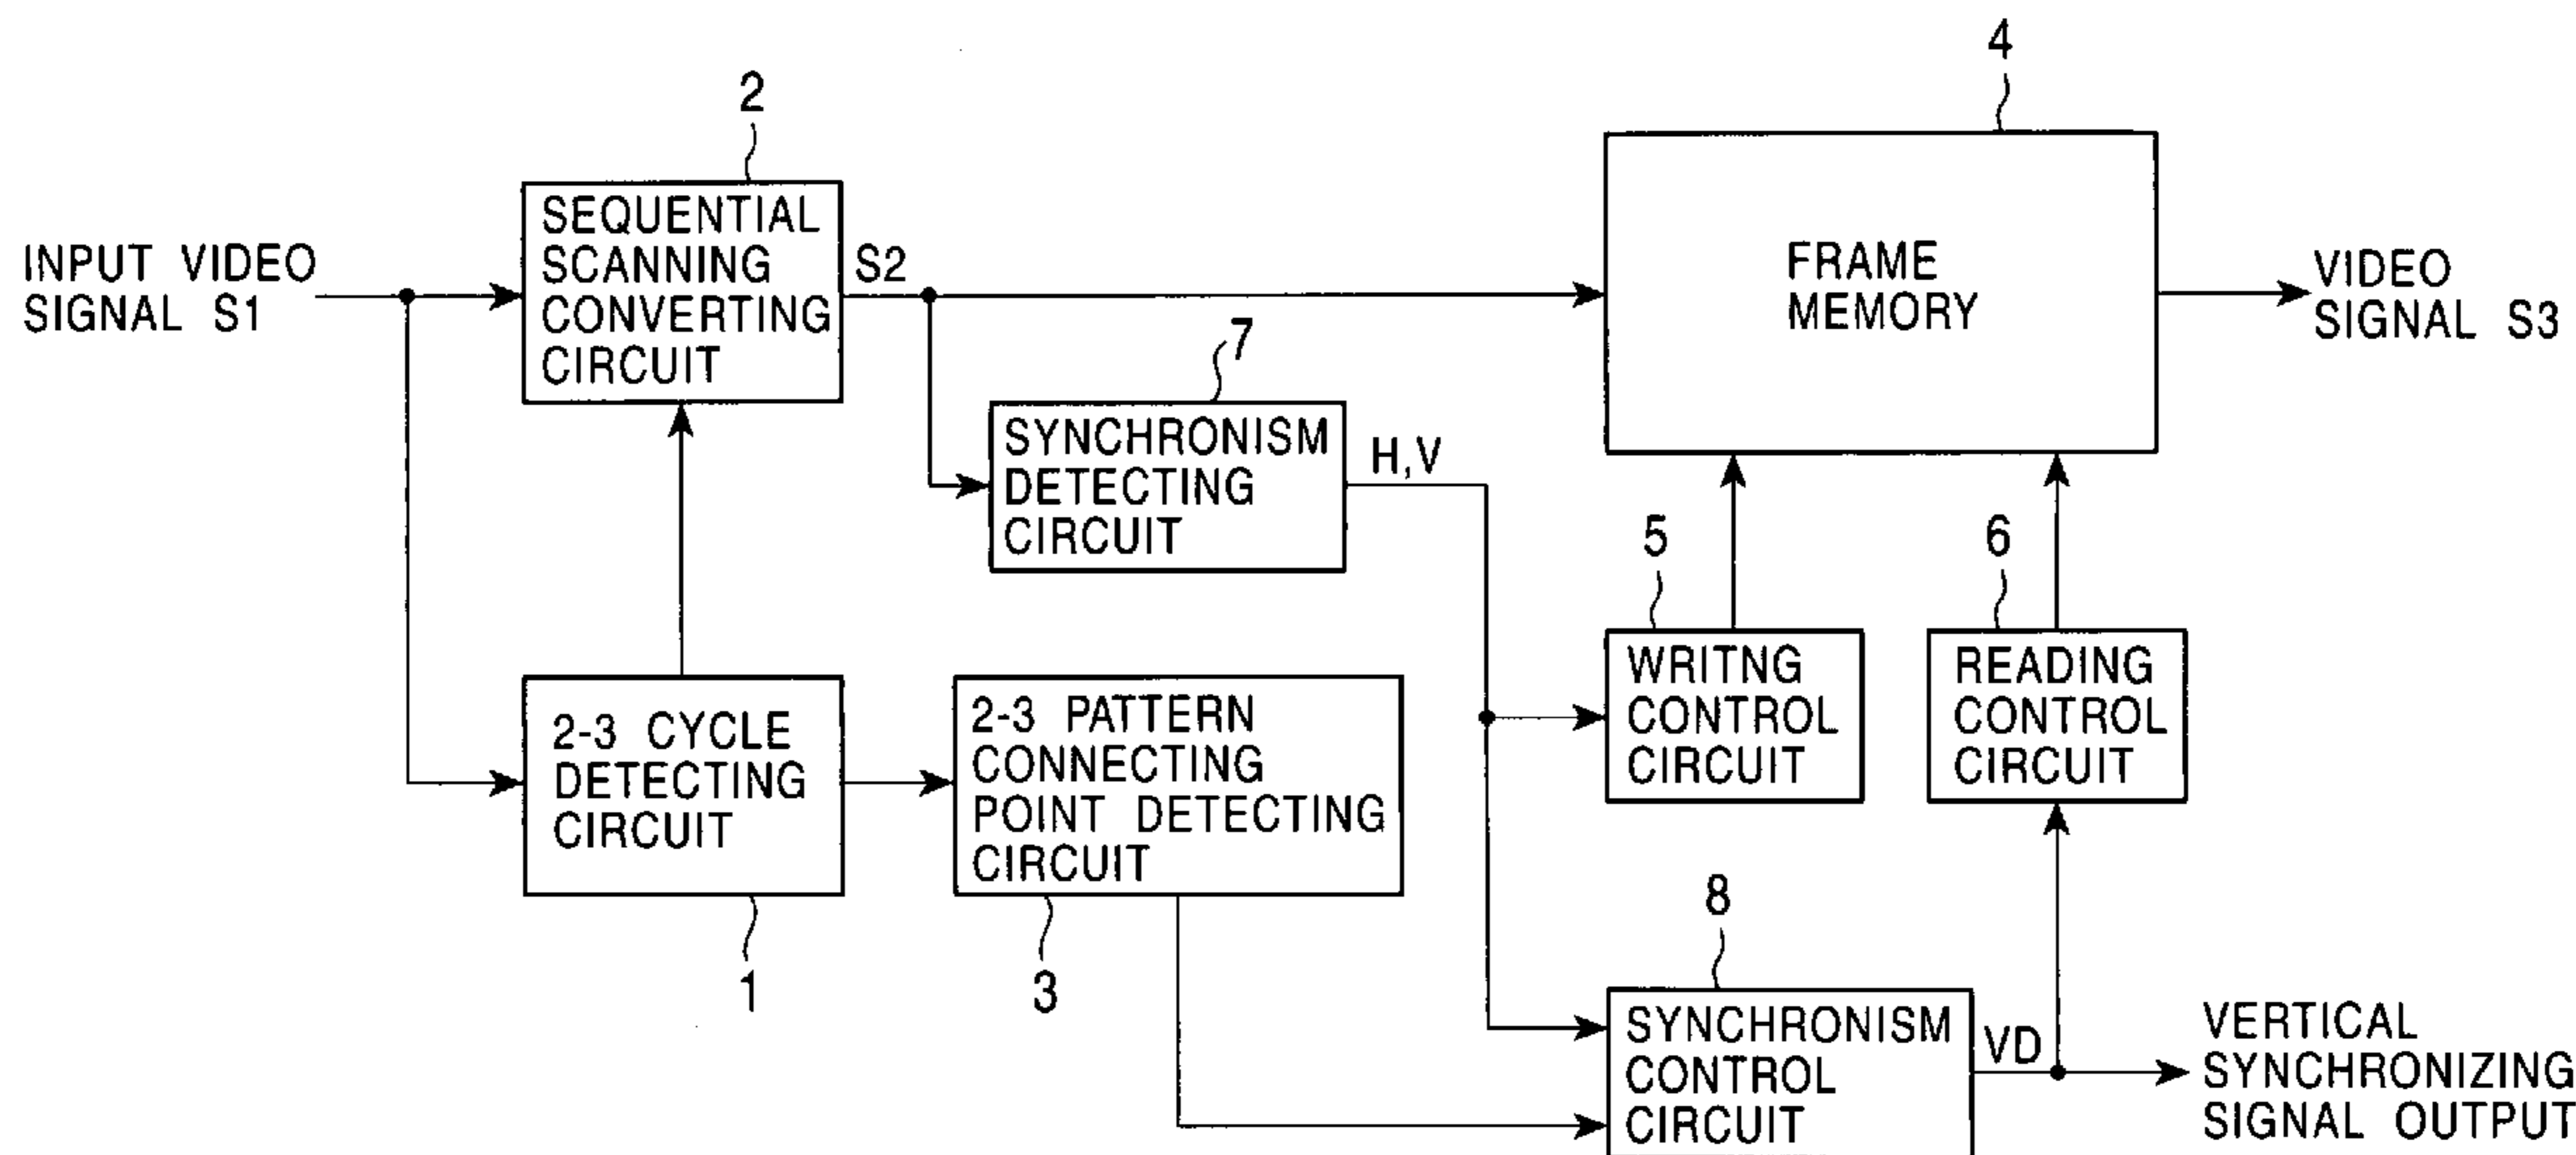 4
2
SEQUENTIAL
SCANNING
CONVERTING
CIRCUIT
INPUT VIDEO
SIGNAL S1
S2
FRAME
MEMORY
VIDEO
SIGNAL S3
7
SYNCHRONISM
DETECTING
CIRCUIT
H,V
5
6
WRITNG
CONTROL
CIRCUIT
READING
CONTROL
CIRCUIT
2-3 CYCLE
DETECTING
CIRCUIT
2-3 PATTERN
CONNECTING
POINT DETECTING
CIRCUIT
1
3
8
SYNCHRONISM
CONTROL
CIRCUIT
VD
VERTICAL
SYNCHRONIZING
SIGNAL OUTPUT